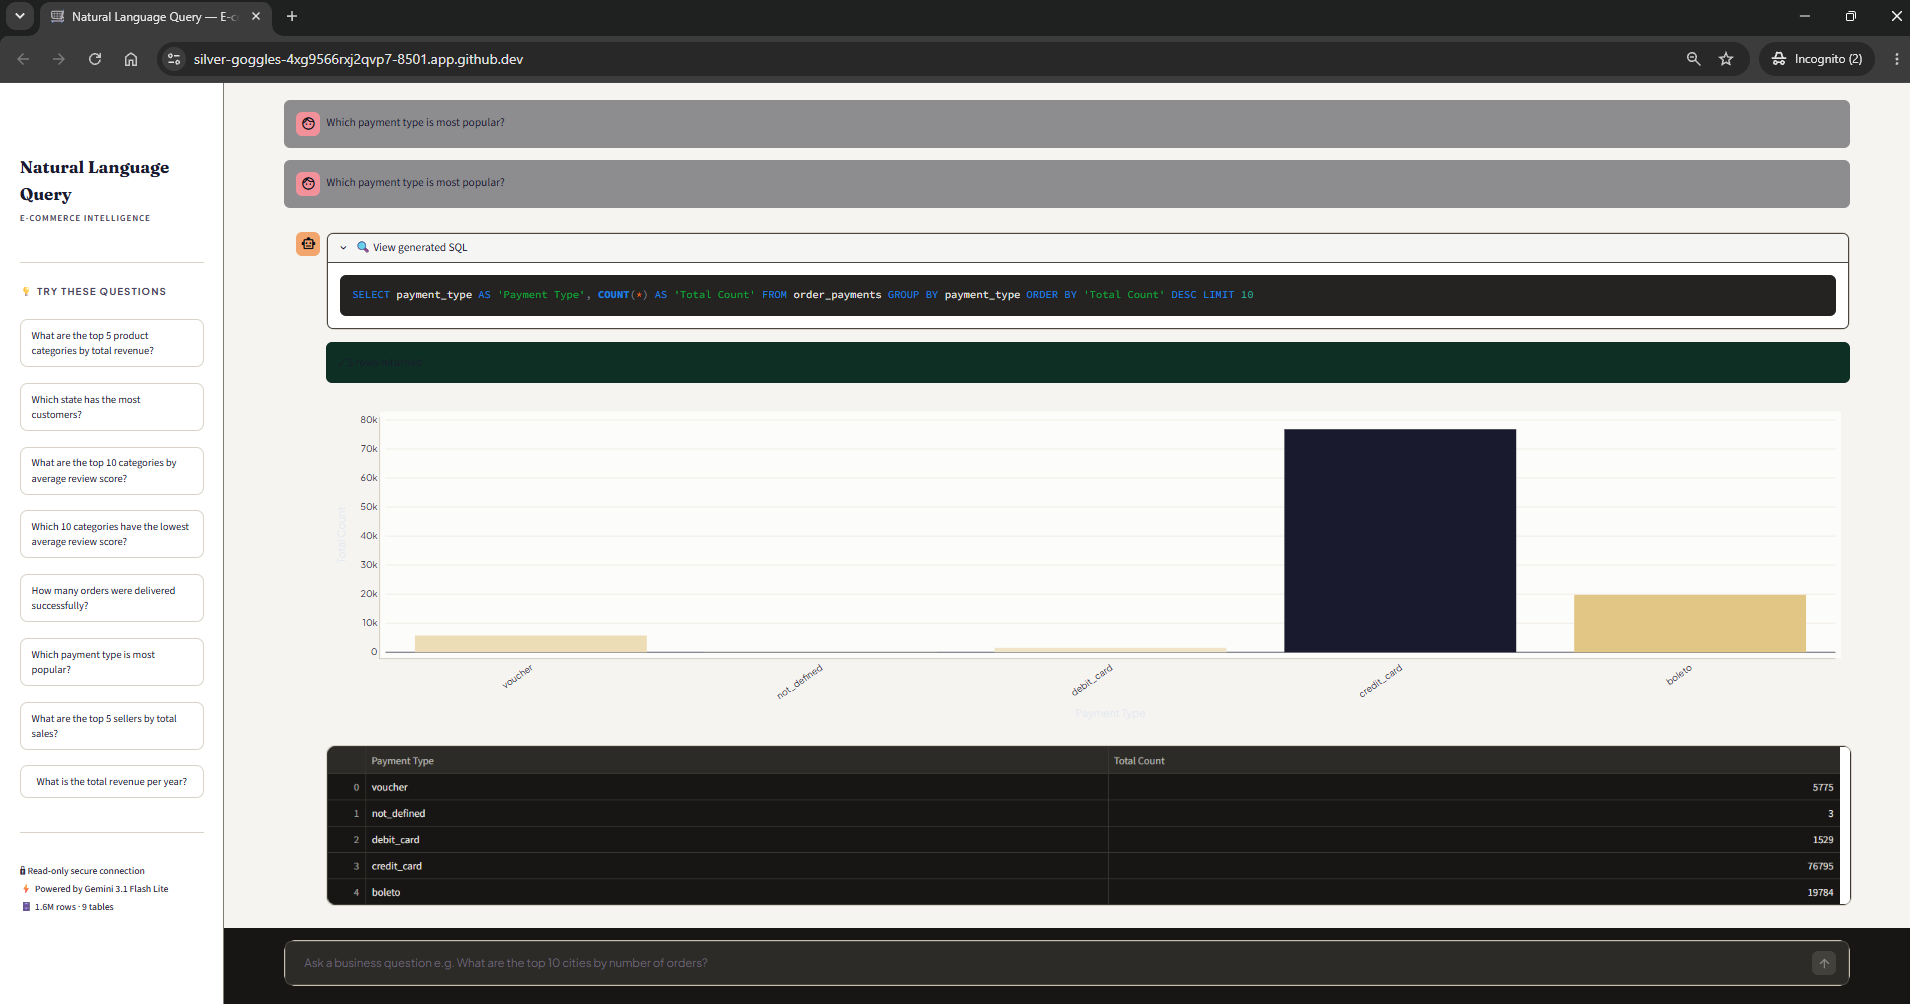 Natural Language Query — E-c
silver-goggles-4xg9566rxj2qvp7-8501.app.github.dev
Incognito (2)
Natural Language
Query
E-COMMERCE INTELLIGENCE
TRY THESE QUESTIONS
What are the top 5 product
categories by total revenue?
Which state has the most
customers?
What are the top 10 categories by
average review score?
Which 10 categories have the lowest
average review score?
How many orders were delivered
successfully?
Which payment type is most
popular?
What are the top 5 sellers by total
sales?
What is the total revenue per year?
Read-only secure connection
Powered by Gemini 3.1 Flash Lite
1.6M rows · 9 tables
Which payment type is most popular?
Which payment type is most popular?
View generated SQL
SELECT payment_type AS 'Payment Type', COUNT(*) AS 'Total Count' FROM order_payments GROUP BY payment_type ORDER BY 'Total Count' DESC LIMIT 10
80k
70k
60k
50k
40k
30k
20k
10k
0
Total Count
voucher
not_defined
debit_card
credit_card
boleto
Payment Type
Payment Type Total Count
0 voucher 5775
1 not_defined 3
2 debit_card 1529
3 credit_card 76795
4 boleto 19784
Ask a business question e.g. What are the top 10 cities by number of orders?